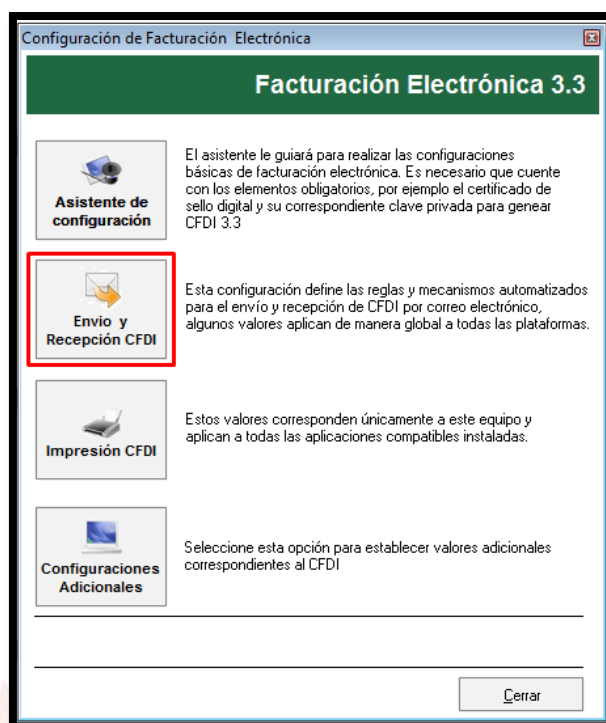 Configuración de Facturación Electrónica
Facturación Electrónica 3.3
Asistente de
configuración
El asistente le guiará para realizar las configuraciones
básicas de facturación electrónica. Es necesario que cuente
con los elementos obligatorios, por ejemplo el certificado de
sello digital y su correspondiente clave privada para genear
CFDI 3.3
Envio y
Recepción CFDI
Esta configuración define las reglas y mecanismos automatizados
para el envío y recepción de CFDI por correo electrónico,
algunos valores aplican de manera global a todas las plataformas.
Impresión CFDI
Estos valores corresponden únicamente a este equipo y
aplican a todas las aplicaciones compatibles instaladas.
Configuraciones
Adicionales
Seleccione esta opción para establecer valores adicionales
correspondientes al CFDI
Cerrar